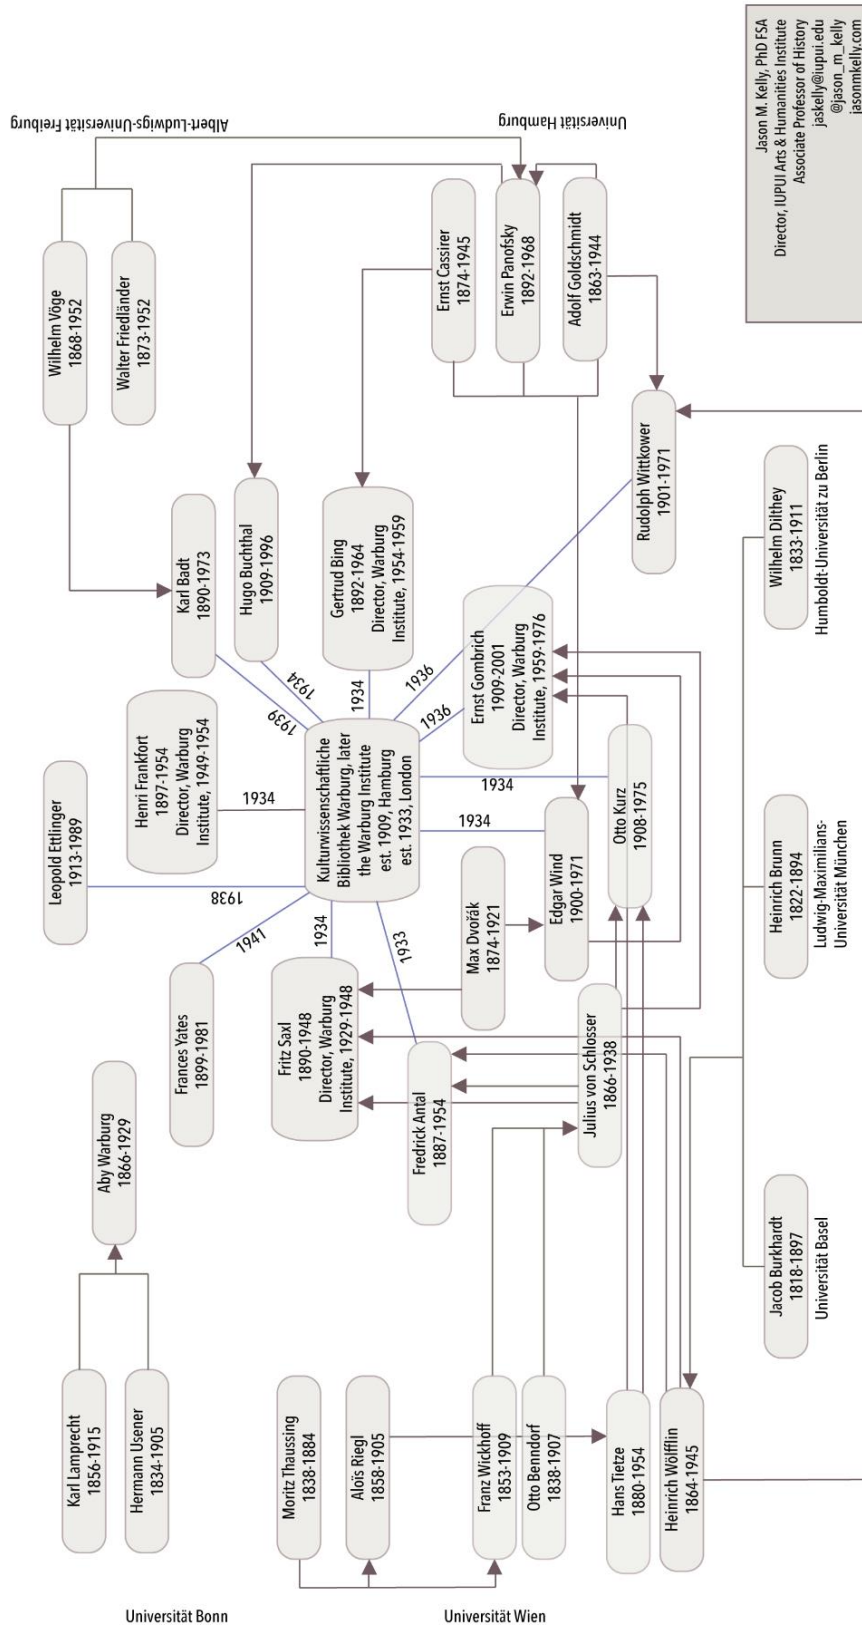 Universität Bonn
Karl Lamprecht
1856-1915
Hermann Usener
1834-1905
Aby Warburg
1866-1929
Universität Wien
Moritz Thaussing
1838-1884
Aloïs Riegl
1858-1905
Franz Wickhoff
1853-1909
Otto Benndorf
1838-1907
Hans Tietze
1880-1954
Heinrich Wölfflin
1864-1945
Frances Yates
1899-1981
Leopold Ettlinger
1913-1989
Henri Frankfort
1897-1954
Director, Warburg
Institute, 1949-1954
Fritz Saxl
1890-1948
Director, Warburg
Institute, 1929-1948
Fredrick Antal
1887-1954
Max Dvořák
1874-1921
Julius von Schlosser
1866-1938
Edgar Wind
1900-1971
Otto Kurz
1908-1975
Kulturwissenschaftliche
Bibliothek Warburg, later
the Warburg Institute
est. 1909, Hamburg
est. 1933, London
1941
1938
1934
1939
1934
1934
1934
1933
1934
1934
1936
1936
Karl Badt
1890-1973
Hugo Buchthal
1909-1996
Gertrud Bing
1892-1964
Director, Warburg
Institute, 1954-1959
Ernst Gombrich
1909-2001
Director, Warburg
Institute, 1959-1976
Rudolph Wittkower
1901-1971
Wilhelm Vöge
1868-1952
Walter Friedländer
1873-1952
Albert-Ludwigs-Universität Freiburg
Ernst Cassirer
1874-1945
Erwin Panofsky
1892-1968
Adolf Goldschmidt
1863-1944
Universität Hamburg
Jacob Burkhardt
1818-1897
Universität Basel
Heinrich Brunn
1822-1894
Ludwig-Maximilians-
Universität München
Wilhelm Dilthey
1833-1911
Humboldt-Universität zu Berlin
Jason M. Kelly, PhD FSA
Director, IUPUI Arts & Humanities Institute
Associate Professor of History
jaskelly@iupui.edu
@jason_m_kelly
jasonmkelly.com